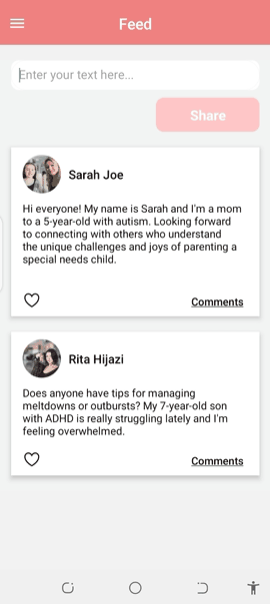 Feed
Enter your text here...
Share
Sarah Joe
Hi everyone! My name is Sarah and I'm a mom
to a 5-year-old with autism. Looking forward
to connecting with others who understand
the unique challenges and joys of parenting a
special needs child.
Comments
Rita Hijazi
Does anyone have tips for managing
meltdowns or outbursts? My 7-year-old son
with ADHD is really struggling lately and I'm
feeling overwhelmed.
Comments